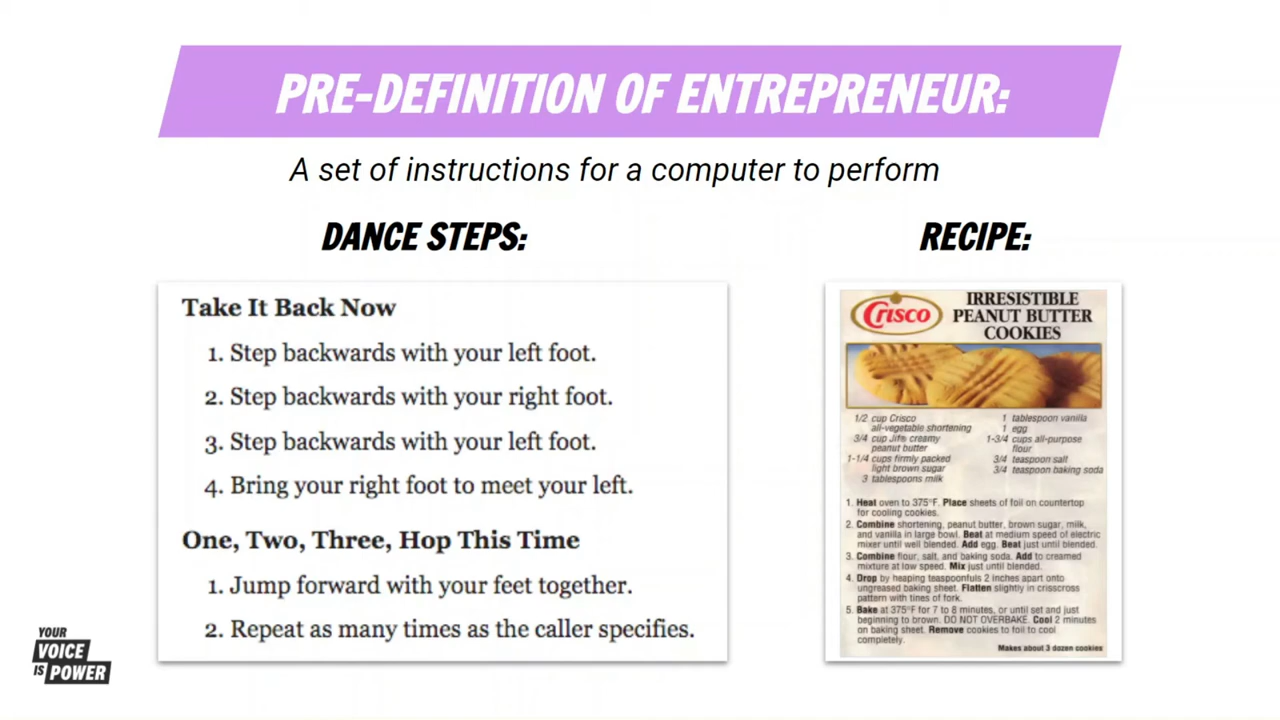 PRE-DEFINITION OF ENTREPRENEUR:
A set of instructions for a computer to perform
DANCE STEPS:
Take It Back Now
1. Step backwards with your left foot.
2. Step backwards with your right foot.
3. Step backwards with your left foot.
4. Bring your right foot to meet your left.
One, Two, Three, Hop This Time
1. Jump forward with your feet together.
2. Repeat as many times as the caller specifies.
RECIPE:
Crisco
IRRESISTIBLE
PEANUT BUTTER
COOKIES
1/2 cup Crisco
all-vegetable shortening
3/4 cup Jif® creamy
peanut butter
1-1/4 cups firmly packed
light brown sugar
3 tablespoons milk
1 tablespoon vanilla
1 egg
1-3/4 cups all-purpose
flour
3/4 teaspoon salt
3/4 teaspoon baking soda
1. Heat oven to 375°F. Place sheets of foil on countertop
for cooling cookies.
2. Combine shortening, peanut butter, brown sugar, milk,
and vanilla in large bowl. Beat at medium speed of electric
mixer until well blended. Add egg. Beat just until blended.
3. Combine flour, salt, and baking soda. Add to creamed
mixture at low speed. Mix just until blended.
4. Drop by heaping teaspoonfuls 2 inches apart onto
ungreased baking sheet. Flatten slightly in crisscross
pattern with tines of fork.
5. Bake at 375°F for 7 to 8 minutes, or until set and just
beginning to brown. DO NOT OVERBAKE. Cool 2 minutes
on baking sheet. Remove cookies to foil to cool
completely.
Makes about 3 dozen cookies
YOUR
VOICE
IS POWER